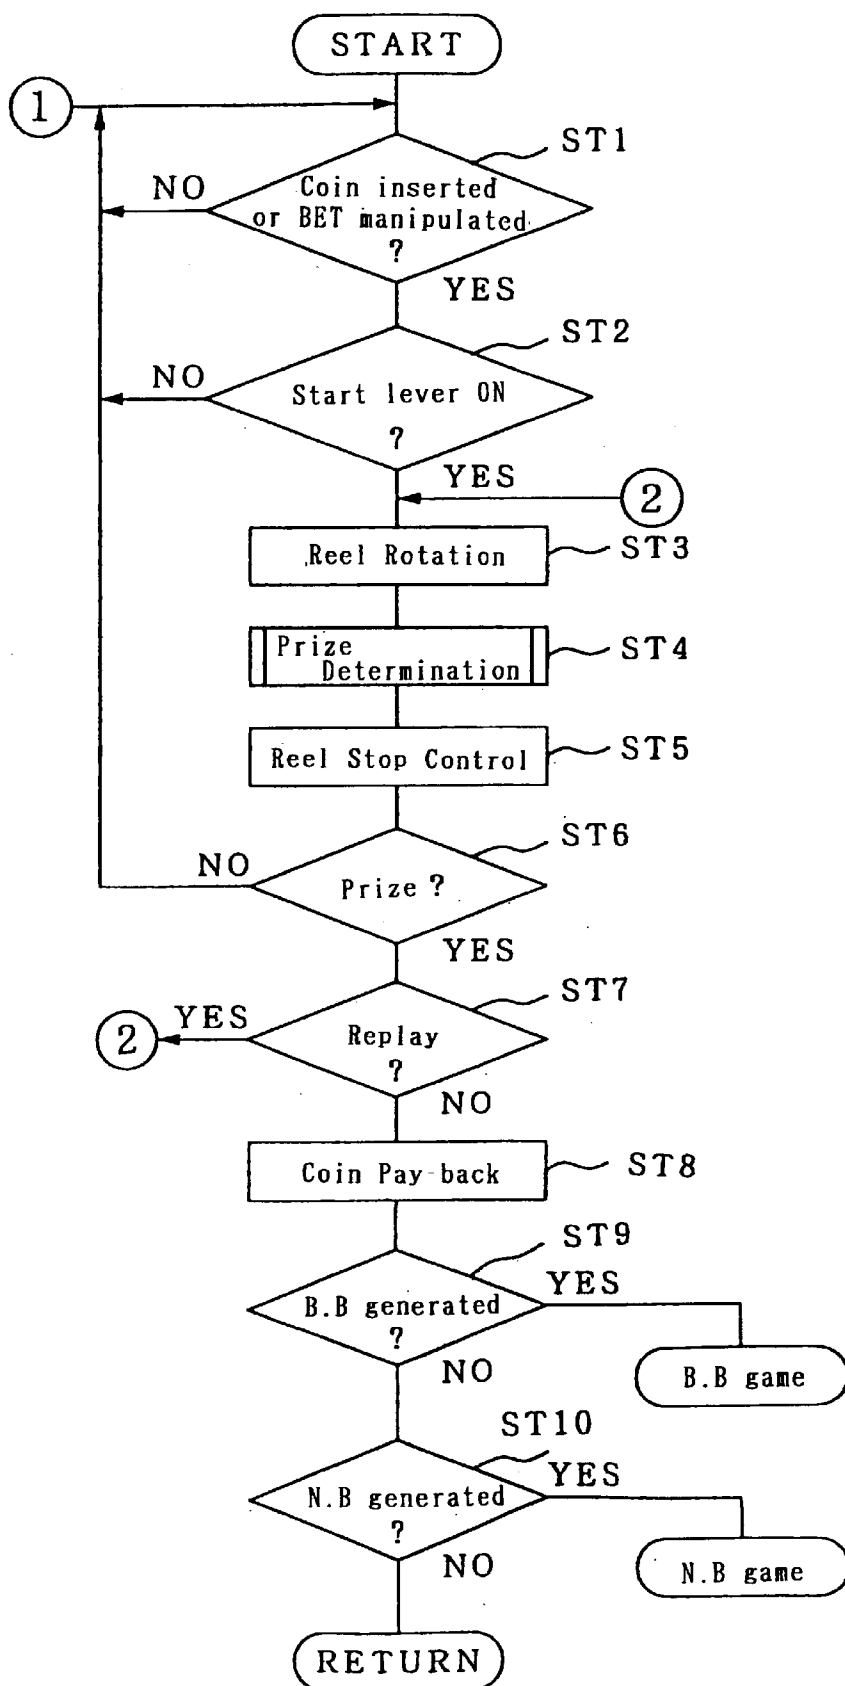 START
1
ST1
NO
Coin inserted
or BET manipulated
?
YES
ST2
NO
Start lever ON
?
YES
2
Reel Rotation
ST3
Prize
Determination
ST4
Reel Stop Control
ST5
ST6
NO
Prize ?
YES
ST7
YES
2
Replay
?
NO
Coin Pay-back
ST8
ST9
YES
B.B generated
?
NO
B.B game
ST10
YES
N.B generated
?
NO
N.B game
RETURN